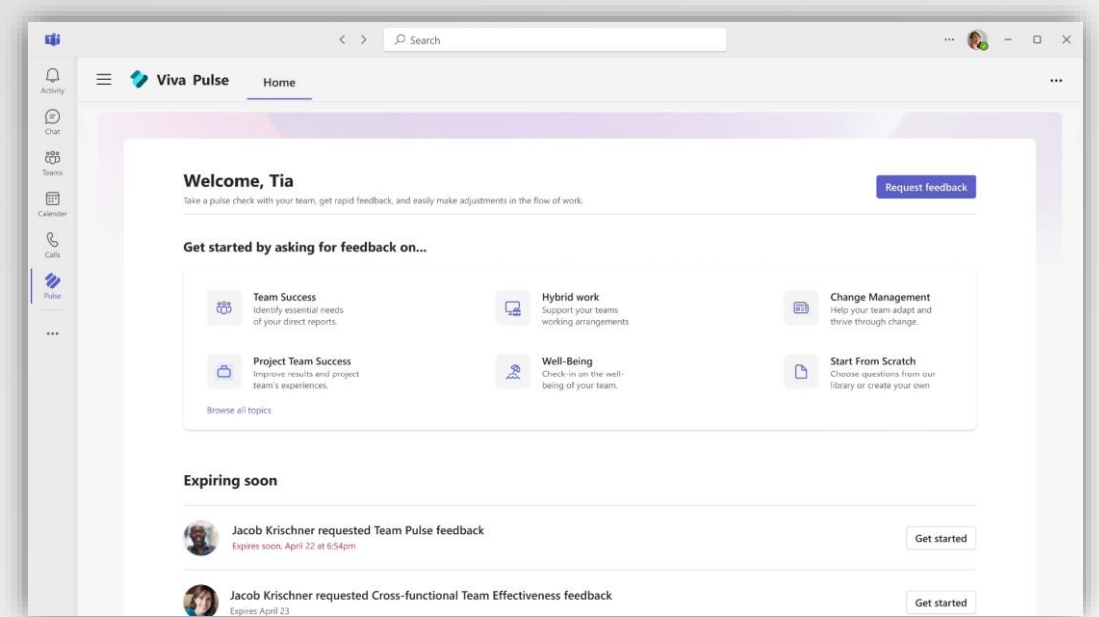 Search
...
Activity
Chat
Teams
Calender
Calls
Pulse
...
Viva Pulse
Home
...
Welcome, Tia
Take a pulse check with your team, get rapid feedback, and easily make adjustments in the flow of work.
Request feedback
Get started by asking for feedback on...
Team Success
Identify essential needs
of your direct reports.
Hybrid work
Support your teams
working arrangements
Change Management
Help your team adapt and
thrive through change.
Project Team Success
Improve results and project
team's experiences.
Well-Being
Check-in on the well-
being of your team.
Start From Scratch
Choose questions from our
library or create your own
Browse all topics
Expiring soon
Jacob Krischner requested Team Pulse feedback
Expires soon, April 22 at 6:54pm
Get started
Jacob Krischner requested Cross-functional Team Effectiveness feedback
Expires April 23
Get started